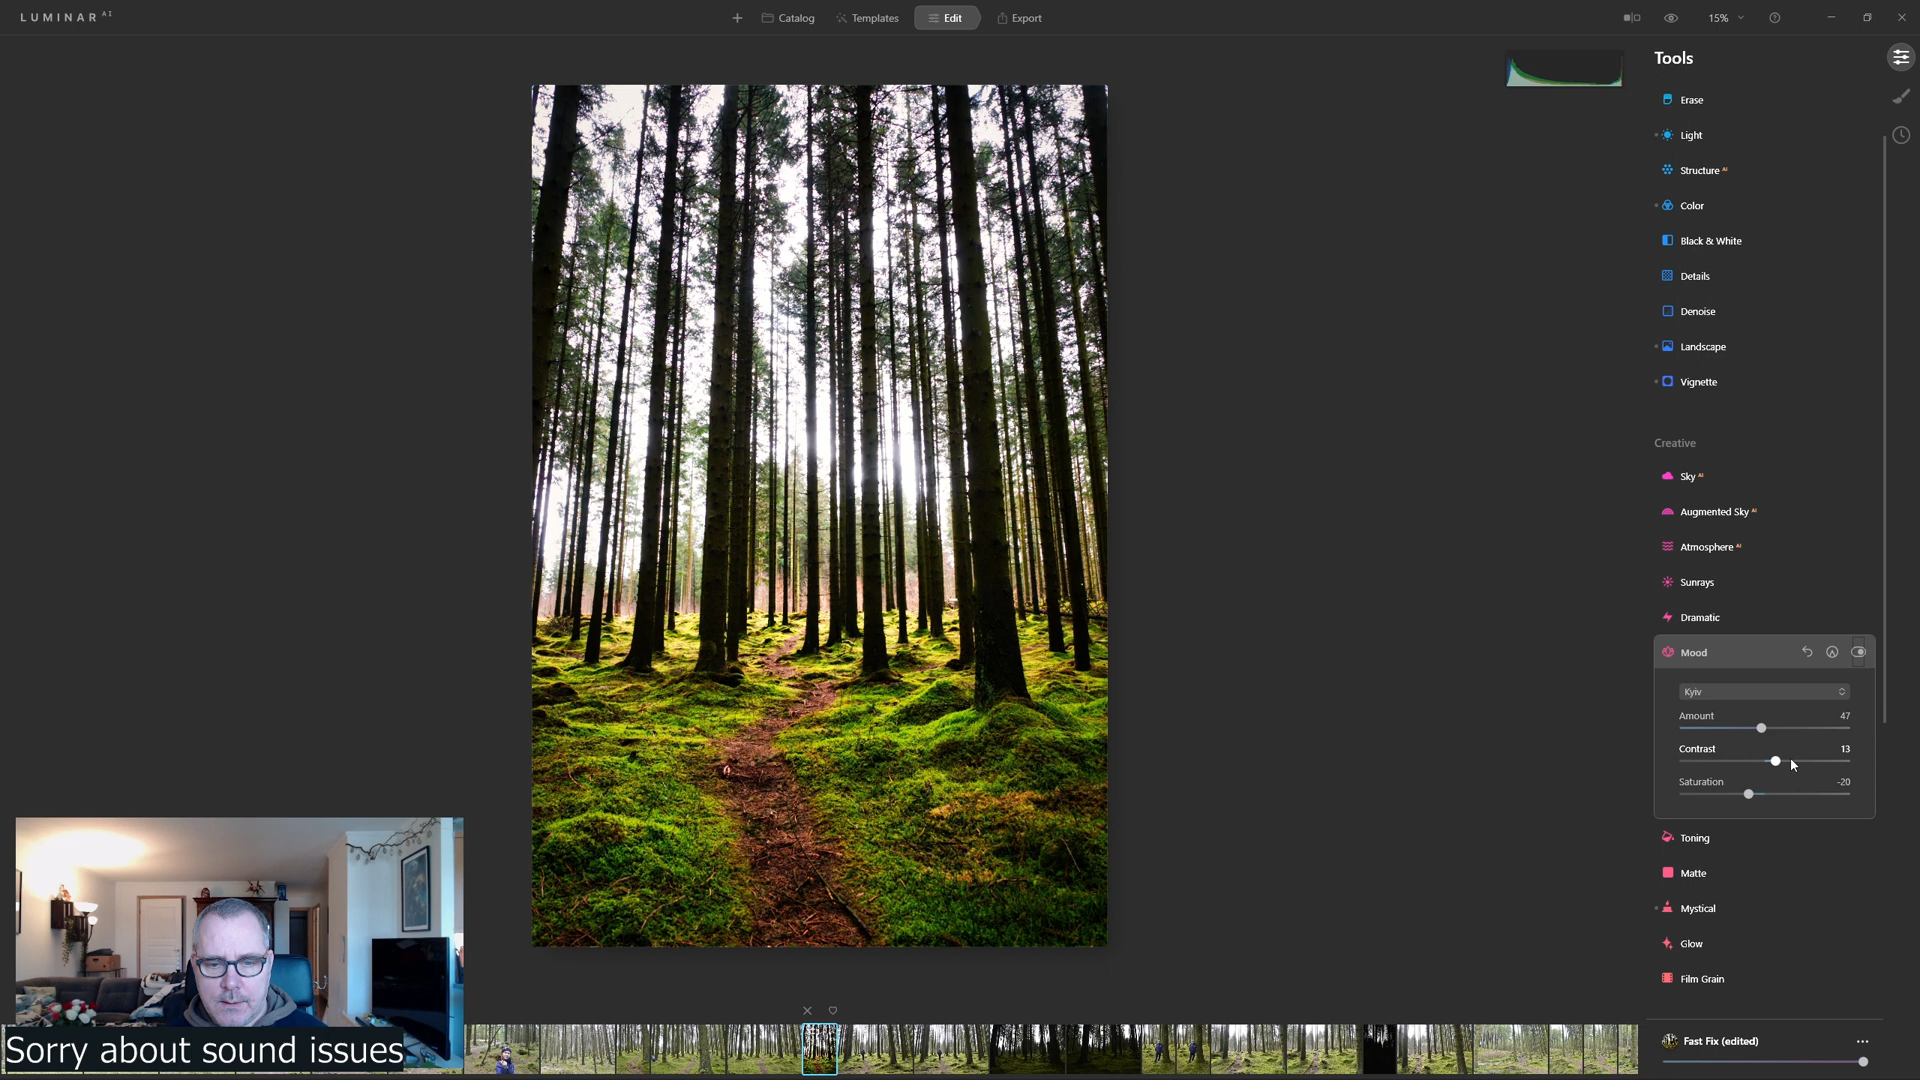 LUMINAR AI
Catalog
Templates
Edit
Export
15%
Tools
Erase
Light
Structure AI
Color
Black & White
Details
Denoise
Landscape
Vignette
Creative
Sky AI
Augmented Sky AI
Atmosphere AI
Sunrays
Dramatic
Mood
Kyiv
Amount 47
Contrast 13
Saturation -20
Toning
Matte
Mystical
Glow
Film Grain
Fast Fix (edited)
Sorry about sound issues